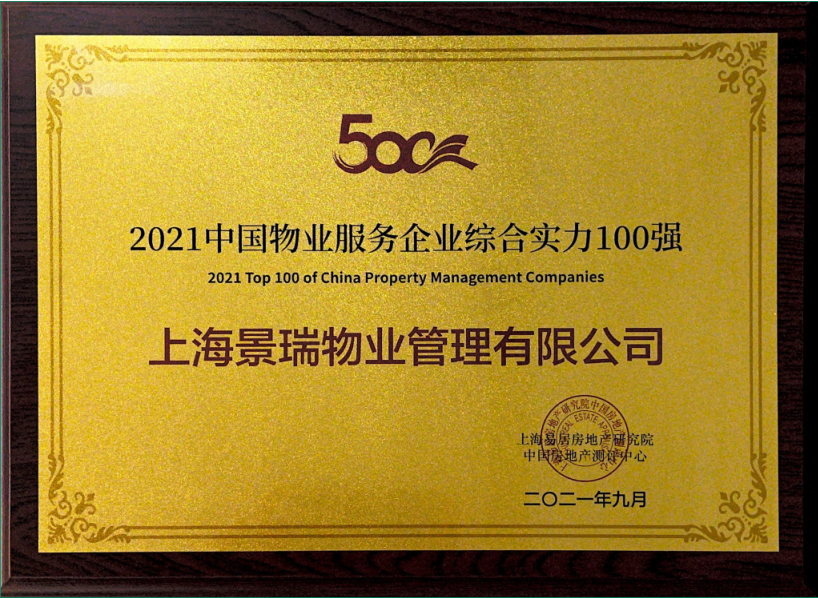 500
2021中国物业服务企业综合实力100强
2021 Top 100 of China Property Management Companies
上海景瑞物业管理有限公司
上海易居房地产研究院
中国房地产测评中心
二〇二一年九月